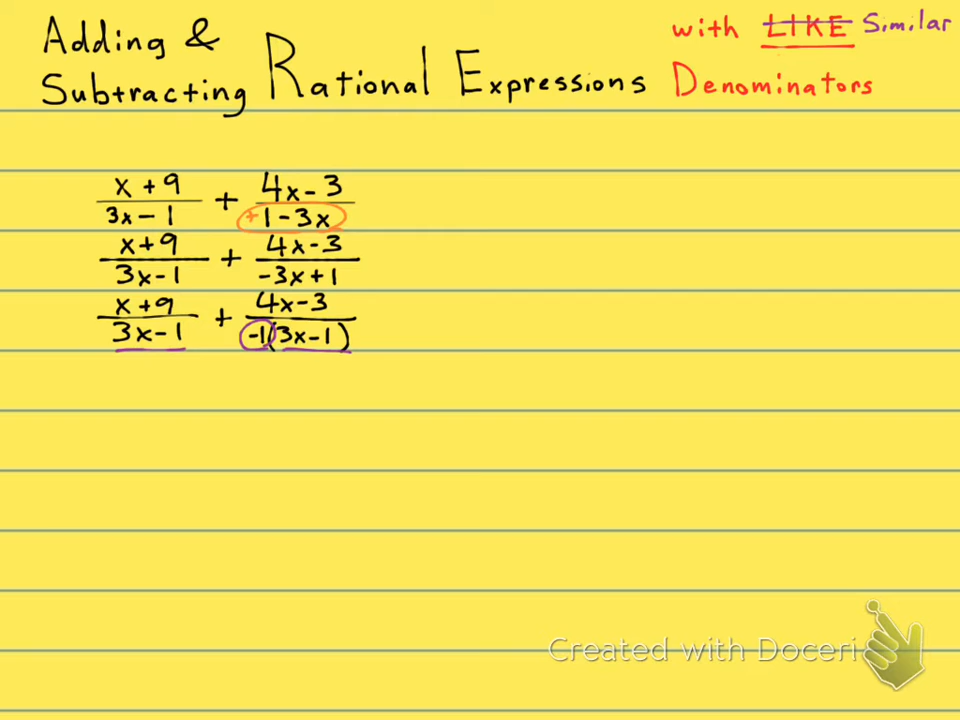 Adding & Subtracting Rational Expressions with LIKE Similar Denominators
x + 9 / 3x - 1 + 4x - 3 / +1 - 3x
x + 9 / 3x - 1 + 4x - 3 / -3x + 1
x + 9 / 3x - 1 + 4x - 3 / -1(3x - 1)
Created with Doceri